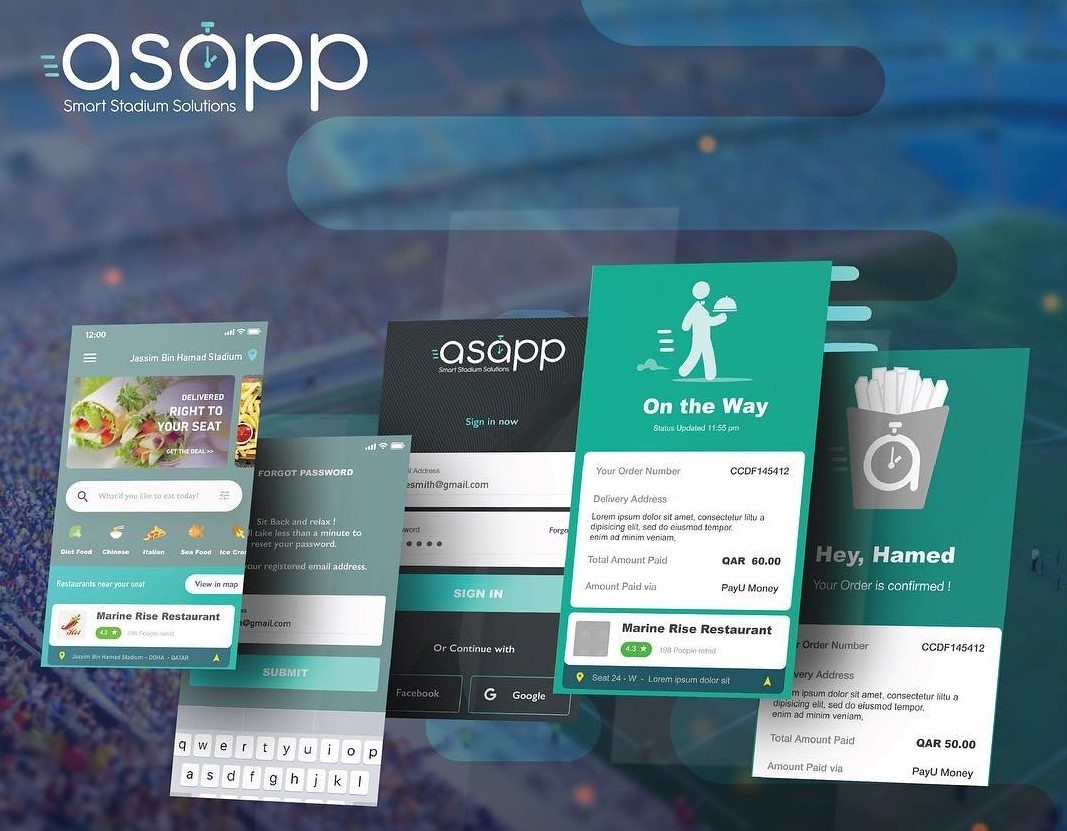 asapp
Smart Stadium Solutions
12:00
Jassim Bin Hamad Stadium
DELIVERED
RIGHT TO
YOUR SEAT
GET THE DEAL >>
What'd you like to eat today?
Diet Food
Chinese
Italian
Sea Food
Ice Cre
Restaurants near your seat
View in map
Hot
Marine Rise Restaurant
4.3 ★
198 People rated
Jassim Bin Hamad Stadium - DOHA - QATAR
FORGOT PASSWORD
Sit Back and relax !
l take less than a minute to
reset your password.
our registered email address.
@gmail.com
SUBMIT
q w e r t y u i o p
a s d f g h j k l
asapp
Smart Stadium Solutions
Sign in now
il Address
esmith@gmail.com
word
Forgo
SIGN IN
Or Continue with
Facebook
G Google
On the Way
Status Updated 11:55 pm
Your Order Number CCDF145412
Delivery Address
Lorem ipsum dolor sit amet, consectetur litlu a
dipisicing elit, sed do eiusmod tempor.
enim ad minim veniam,
Total Amount Paid QAR 60.00
Amount Paid via PayU Money
Marine Rise Restaurant
4.3 ★ 198 Poeple rated
Seat 24 - W - Lorem ipsum dolor sit
a
Hey, Hamed
Your Order is confirmed !
r Order Number CCDF145412
very Address
m ipsum dolor sit amet, consectetur litlu a
dipisicing elit, sed do eiusmod tempor.
enim ad minim veniam,
Total Amount Paid QAR 50.00
Amount Paid via PayU Money